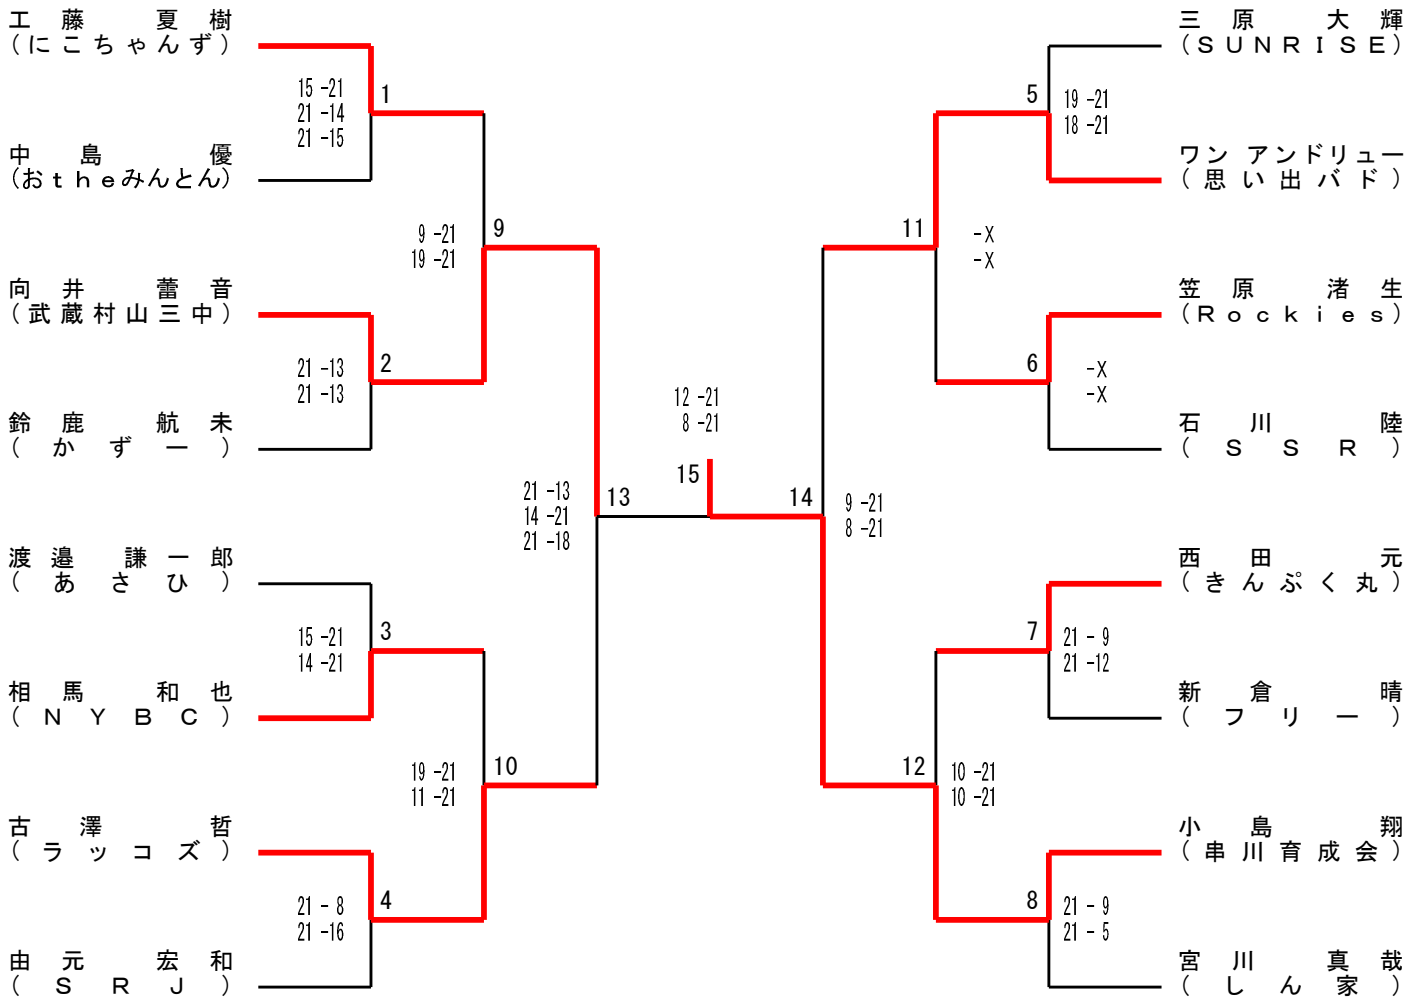 工藤 夏樹
(にこちゃんず)
中島 優
(おtheみんとん)
向井 蕾音
(武蔵村山三中)
鈴鹿 航未
(かずー)
渡邉 謙一郎
(あさひ)
相馬 和也
(NYBC)
古澤 哲
(ラッコズ)
由元 宏和
(SRJ)
15 -21
21 -14
21 -15
1
21 -13
21 -13
2
15 -21
14 -21
3
21 - 8
21 -16
4
9 -21
19 -21
9
19 -21
11 -21
10
21 -13
14 -21
21 -18
13
12 -21
8 -21
15
14
9 -21
8 -21
11
-X
-X
12
10 -21
10 -21
5
19 -21
18 -21
6
-X
-X
7
21 - 9
21 -12
8
21 - 9
21 - 5
三原 大輝
(SUNRISE)
ワン アンドリュー
(思い出バド)
笠原 渚生
(Rockies)
石川 陸
(SSR)
西田 元
(きんぷく丸)
新倉 晴
(フリー)
小島 翔
(串川育成会)
宮川 真哉
(しん家)